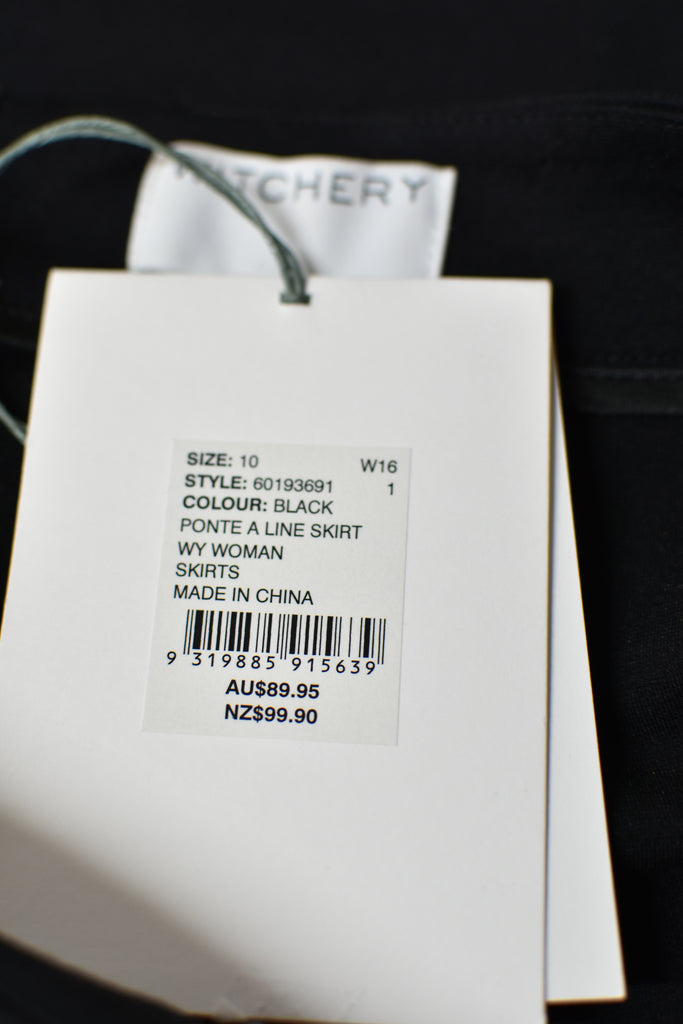 WITCHERY
SIZE: 10 W16
STYLE: 60193691 1
COLOUR: BLACK
PONTE A LINE SKIRT
WY WOMAN
SKIRTS
MADE IN CHINA
9 319885 915639
AU$89.95
NZ$99.90